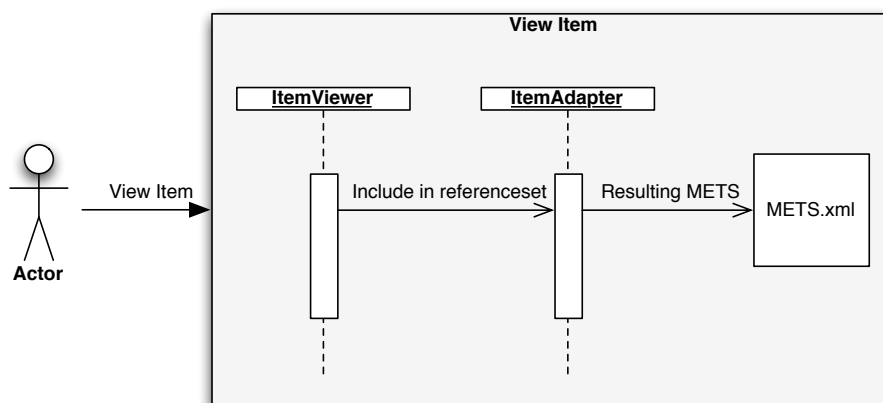 View Item
ItemViewer
ItemAdapter
View Item
Include in referenceset
Resulting METS
METS.xml
Actor